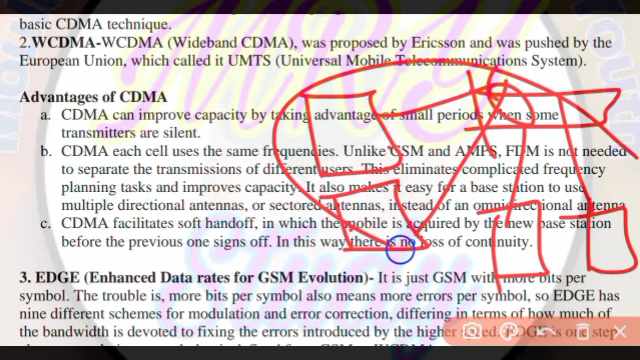 basic CDMA technique.
2.WCDMA-WCDMA (Wideband CDMA), was proposed by Ericsson and was pushed by the
European Union, which called it UMTS (Universal Mobile Telecommunications System).
Advantages of CDMA
a. CDMA can improve capacity by taking advantage of small periods when some
transmitters are silent.
b. CDMA each cell uses the same frequencies. Unlike GSM and AMPS, FDM is not needed
to separate the transmissions of different users. This eliminates complicated frequency
planning tasks and improves capacity. It also makes it easy for a base station to use
multiple directional antennas, or sectored antennas, instead of an omnidirectional antenna.
c. CDMA facilitates soft handoff, in which the mobile is acquired by the new base station
before the previous one signs off. In this way there is no loss of continuity.
3. EDGE (Enhanced Data rates for GSM Evolution)- It is just GSM with more bits per
symbol. The trouble is, more bits per symbol also means more errors per symbol, so EDGE has
nine different schemes for modulation and error correction, differing in terms of how much of
the bandwidth is devoted to fixing the errors introduced by the higher speed. EDGE is one step